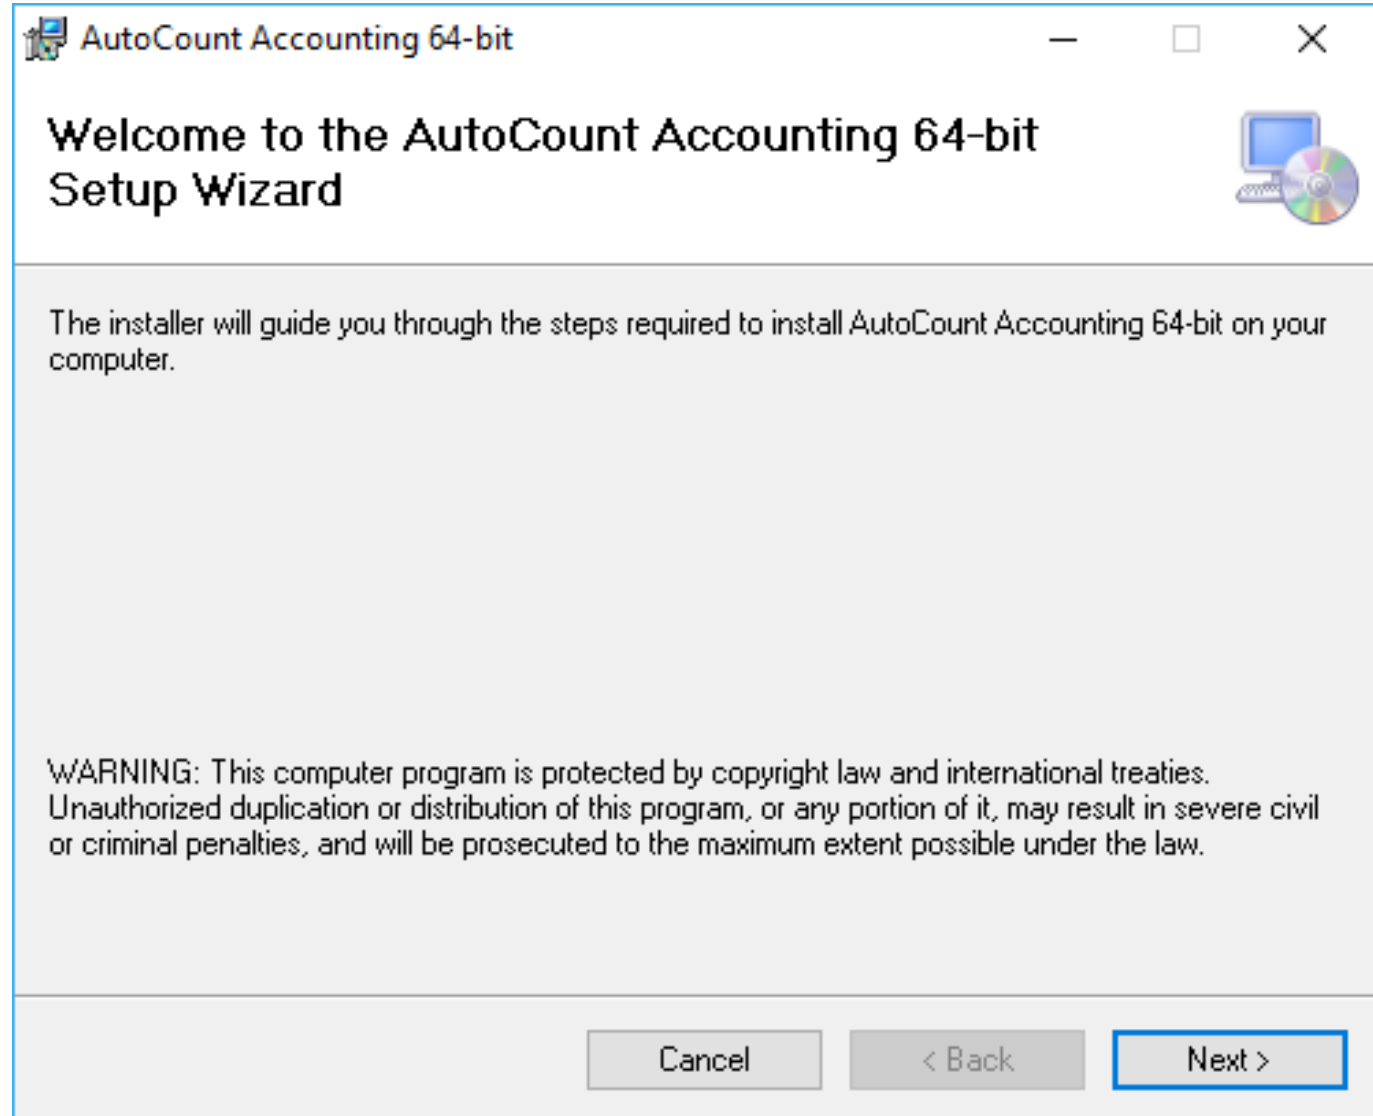 AutoCount Accounting 64-bit
Welcome to the AutoCount Accounting 64-bit
Setup Wizard
The installer will guide you through the steps required to install AutoCount Accounting 64-bit on your
computer.
WARNING: This computer program is protected by copyright law and international treaties.
Unauthorized duplication or distribution of this program, or any portion of it, may result in severe civil
or criminal penalties, and will be prosecuted to the maximum extent possible under the law.
Cancel < Back Next >